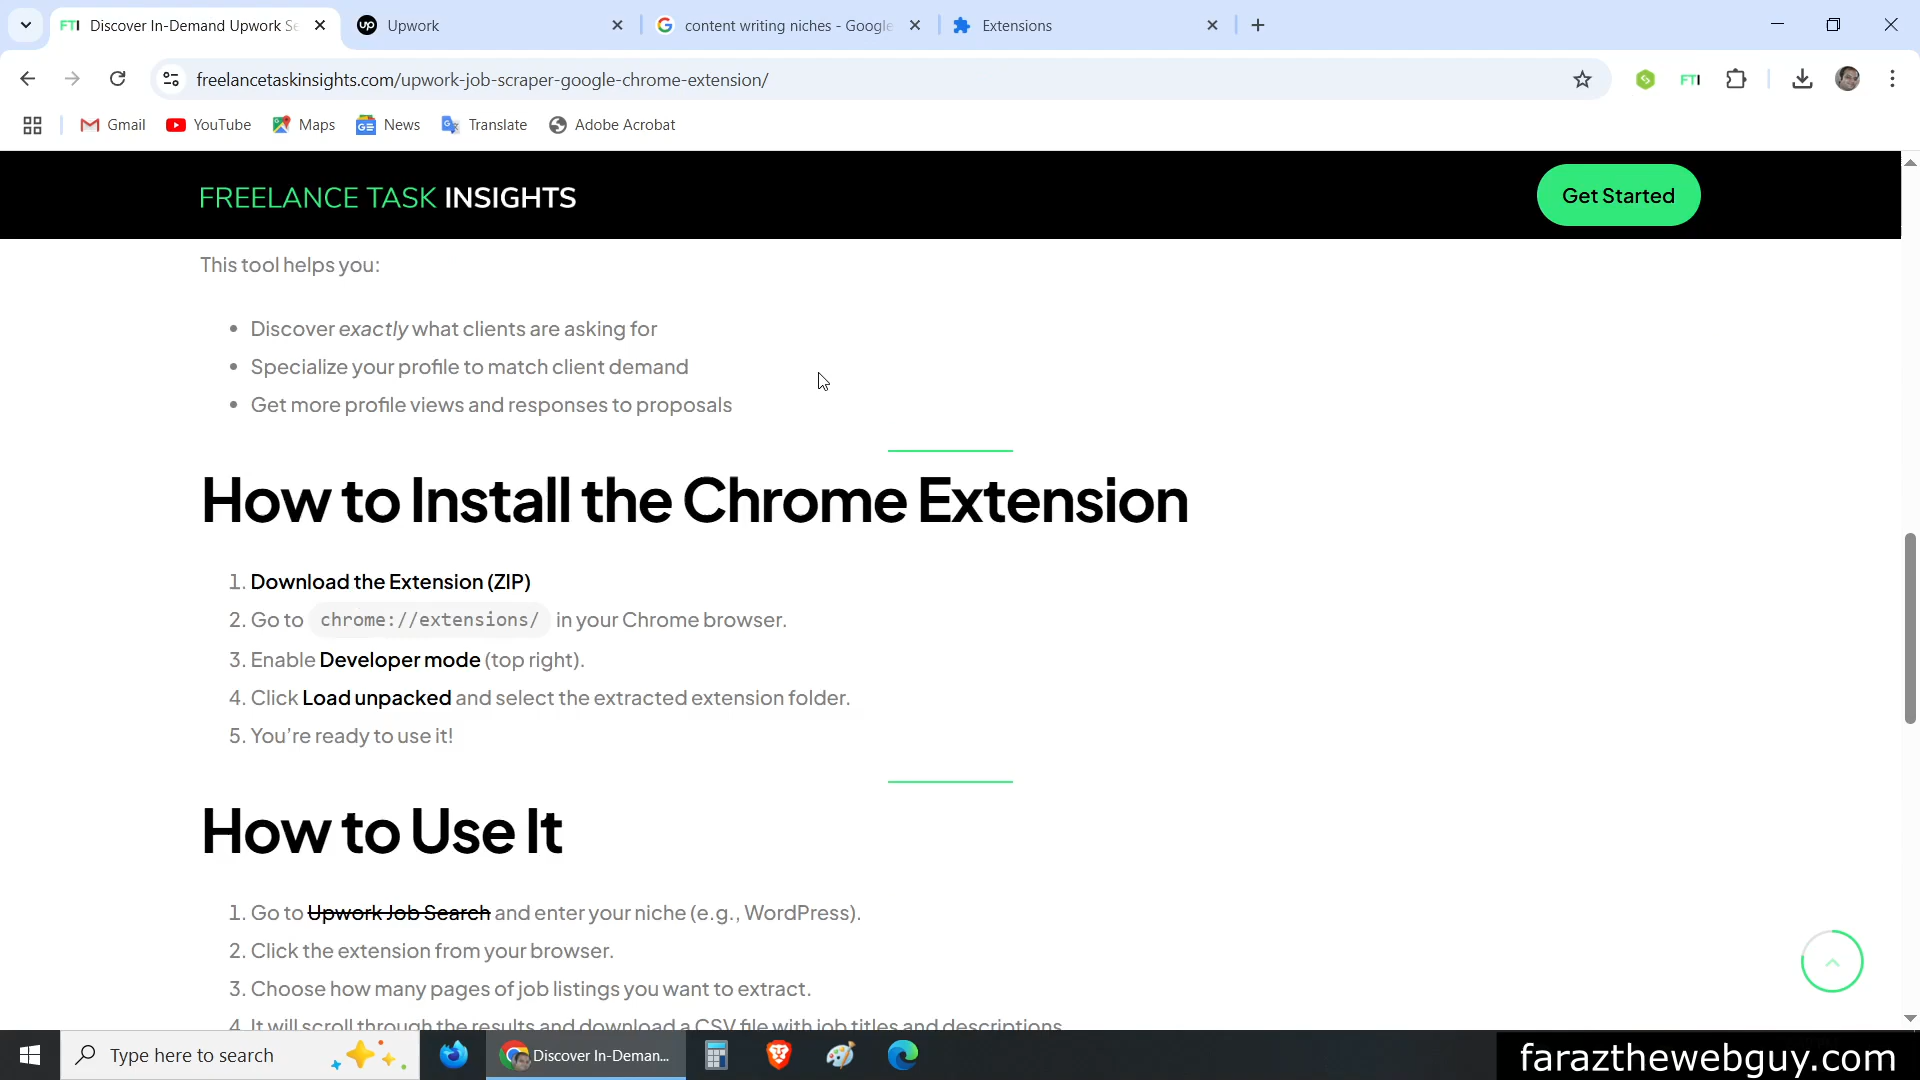 Discover In-Demand Upwork Se
Upwork
content writing niches - Google
Extensions
freelancetaskinsights.com/upwork-job-scraper-google-chrome-extension/
FTI
Gmail
YouTube
Maps
News
Translate
Adobe Acrobat
FREELANCE TASK INSIGHTS
Get Started
This tool helps you:
• Discover exactly what clients are asking for
• Specialize your profile to match client demand
• Get more profile views and responses to proposals
How to Install the Chrome Extension
1. Download the Extension (ZIP)
2. Go to chrome://extensions/ in your Chrome browser.
3. Enable Developer mode (top right).
4. Click Load unpacked and select the extracted extension folder.
5. You’re ready to use it!
How to Use It
1. Go to Upwork Job Search and enter your niche (e.g., WordPress).
2. Click the extension from your browser.
3. Choose how many pages of job listings you want to extract.
4. It will scroll through the results and download a CSV file with job titles and descriptions.
Type here to search
Discover In-Deman...
farazthewebguy.com